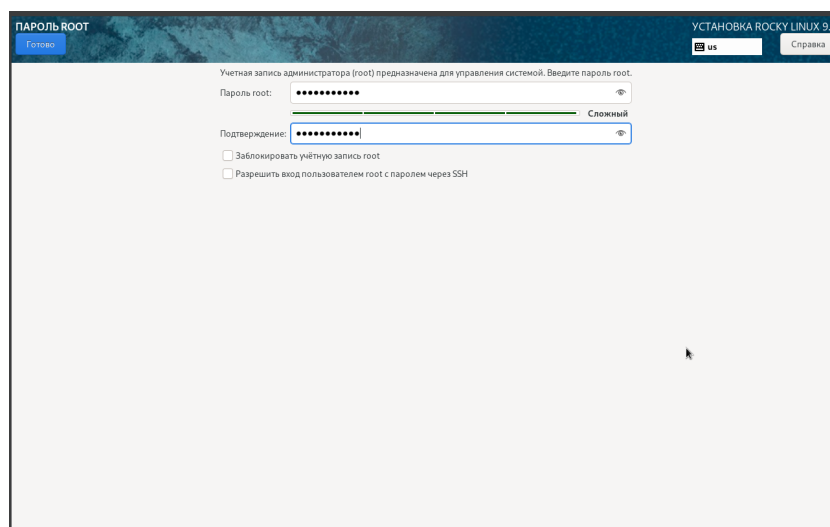 ПАРОЛЬ ROOT
УСТАНОВКА ROCKY LINUX 9.
Готово
us
Справка
Учетная запись администратора (root) предназначена для управления системой. Введите пароль root.
Пароль root: ●●●●●●●●●●●
Сложный
Подтверждение: ●●●●●●●●●●●
Заблокировать учётную запись root
Разрешить вход пользователем root с паролем через SSH